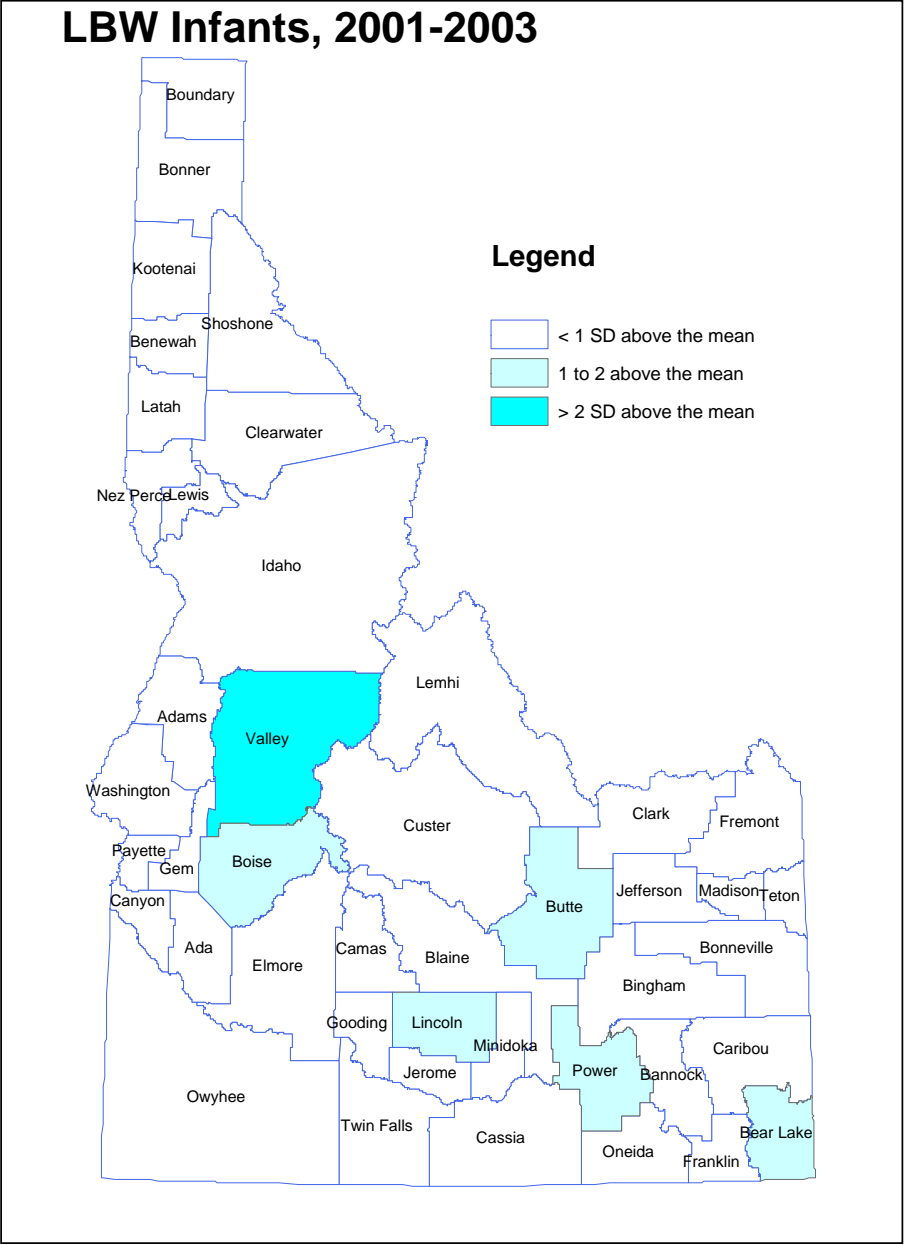 LBW Infants, 2001-2003
Boundary
Bonner
Legend
Kootenai
Shoshone
< 1 SD above the mean
Benewah
1 to 2 above the mean
Latah
> 2 SD above the mean
Clearwater
Nez Perce
Lewis
Idaho
Lemhi
Adams
Valley
Washington
Custer
Clark
Fremont
Payette
Boise
Gem
Jefferson
Madison
Teton
Canyon
Butte
Ada
Camas
Blaine
Bonneville
Elmore
Bingham
Gooding
Lincoln
Minidoka
Caribou
Jerome
Power
Bannock
Owyhee
Twin Falls
Cassia
Bear Lake
Oneida
Franklin